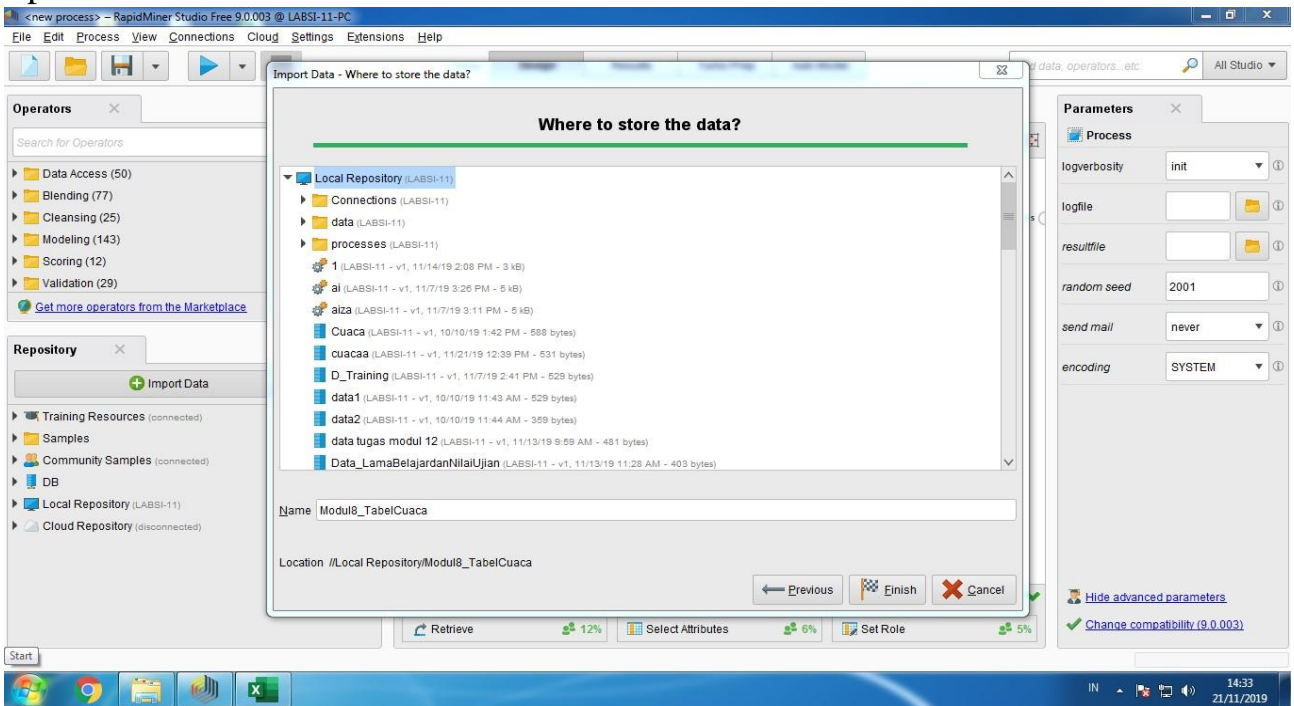 <new process> – RapidMiner Studio Free 9.0.003 @ LABSI-11-PC
File Edit Process View Connections Cloud Settings Extensions Help
Import Data - Where to store the data?
data, operators...etc
All Studio
Operators
Search for Operators
Data Access (50)
Blending (77)
Cleansing (25)
Modeling (143)
Scoring (12)
Validation (29)
Get more operators from the Marketplace
Repository
Import Data
Training Resources (connected)
Samples
Community Samples (connected)
DB
Local Repository (LABSI-11)
Cloud Repository (disconnected)
Where to store the data?
Local Repository (LABSI-11)
Connections (LABSI-11)
data (LABSI-11)
processes (LABSI-11)
1 (LABSI-11 - v1, 11/14/19 2:08 PM - 3 kB)
ai (LABSI-11 - v1, 11/7/19 3:26 PM - 5 kB)
aiza (LABSI-11 - v1, 11/7/19 3:11 PM - 5 kB)
Cuaca (LABSI-11 - v1, 10/10/19 1:42 PM - 588 bytes)
cuacaa (LABSI-11 - v1, 11/21/19 12:39 PM - 531 bytes)
D_Training (LABSI-11 - v1, 11/7/19 2:41 PM - 529 bytes)
data1 (LABSI-11 - v1, 10/10/19 11:43 AM - 529 bytes)
data2 (LABSI-11 - v1, 10/10/19 11:44 AM - 359 bytes)
data tugas modul 12 (LABSI-11 - v1, 11/13/19 9:59 AM - 481 bytes)
Data_LamaBelajardanNilaiUjian (LABSI-11 - v1, 11/13/19 11:28 AM - 403 bytes)
Name Modul8_TabelCuaca
Location //Local Repository/Modul8_TabelCuaca
Previous Finish Cancel
Retrieve 12% Select Attributes 6% Set Role 5%
Parameters
Process
logverbosity init
logfile
resultfile
random seed 2001
send mail never
encoding SYSTEM
Hide advanced parameters
Change compatibility (9.0.003)
Start
IN
14:33
21/11/2019